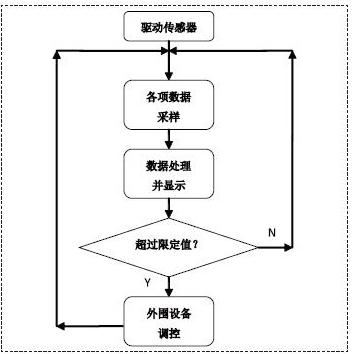 驱动传感器
各项数据
采样
数据处理
并显示
超过限定值？
N
Y
外围设备
调控